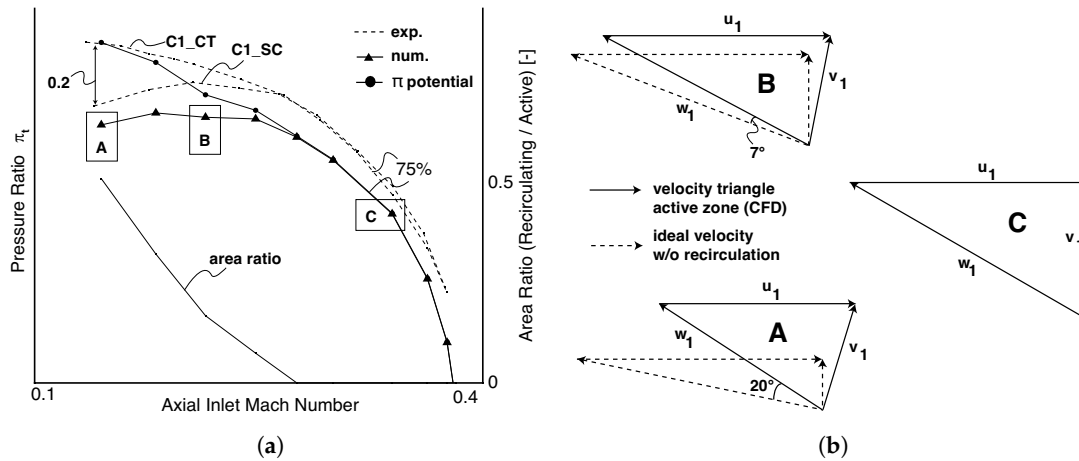 C1_CT
C1_SC
exp.
num.
π potential
0.2
A
B
75%
C
area ratio
Pressure Ratio π_t
0.5
0
Area Ratio (Recirculating / Active) [-]
0.1
Axial Inlet Mach Number
0.4
(a)
u_1
B
v_1
w_1
7°
velocity triangle
active zone (CFD)
ideal velocity
w/o recirculation
u_1
C
v
w_1
u_1
A
w_1
v_1
20°
(b)